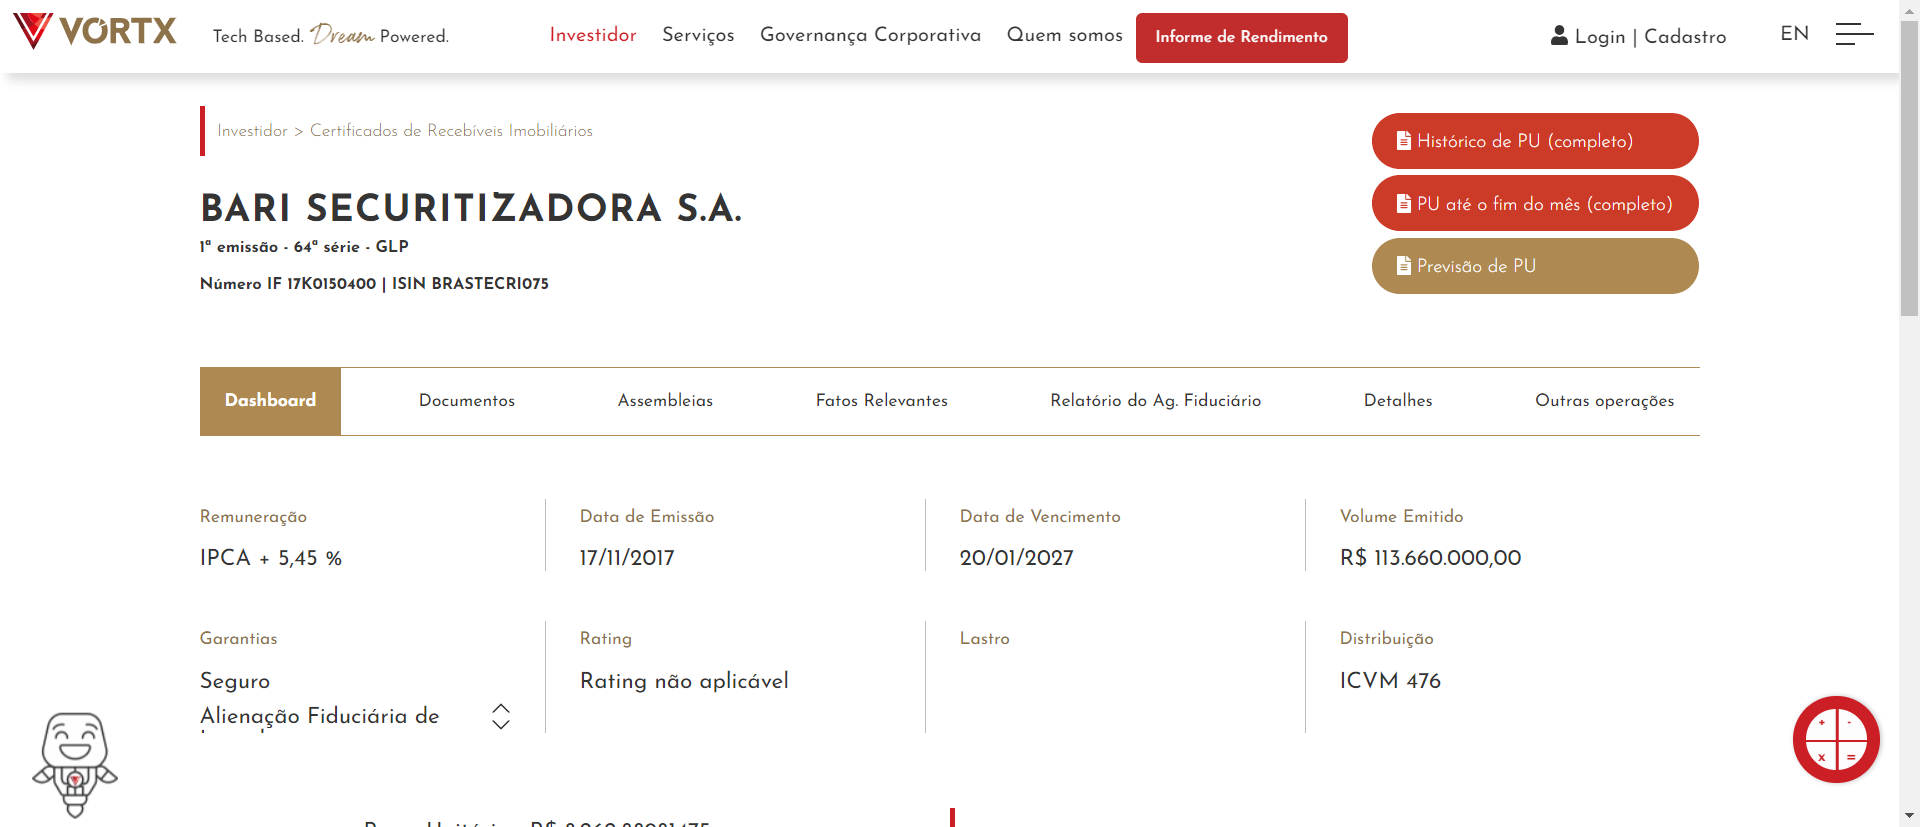 VÓRTX
Tech Based. Dream Powered.
Investidor
Serviços
Governança Corporativa
Quem somos
Informe de Rendimento
Login | Cadastro
EN
Investidor > Certificados de Recebíveis Imobiliários
Histórico de PU (completo)
PU até o fim do mês (completo)
Previsão de PU
BARI SECURITIZADORA S.A.
1ª emissão - 64ª série - GLP
Número IF 17K0150400 | ISIN BRASTECRI075
Dashboard
Documentos
Assembleias
Fatos Relevantes
Relatório do Ag. Fiduciário
Detalhes
Outras operações
Remuneração
IPCA + 5,45 %
Data de Emissão
17/11/2017
Data de Vencimento
20/01/2027
Volume Emitido
R$ 113.660.000,00
Garantias
Seguro
Alienação Fiduciária de
Rating
Rating não aplicável
Lastro
Distribuição
ICVM 476
+ -
x =